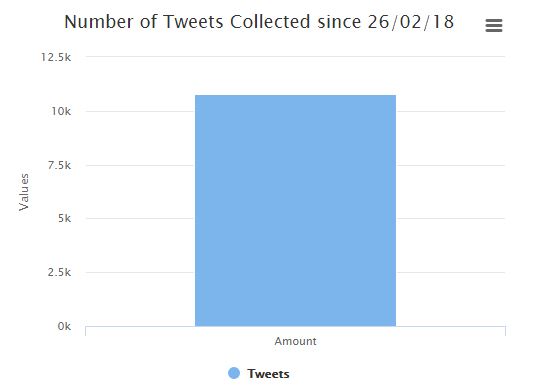 Number of Tweets Collected since 26/02/18
12.5k
10k
7.5k
5k
2.5k
0k
Values
Amount
Tweets